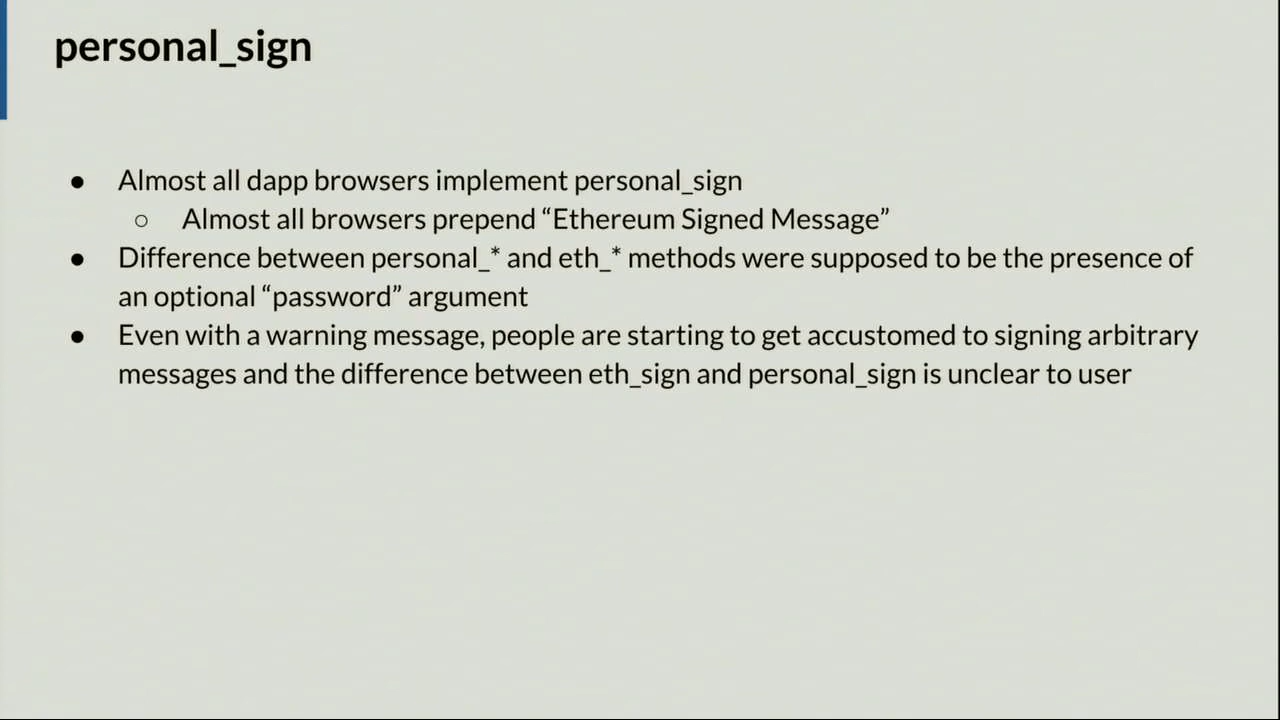 personal_sign
● Almost all dapp browsers implement personal_sign
○ Almost all browsers prepend “Ethereum Signed Message”
● Difference between personal_* and eth_* methods were supposed to be the presence of
an optional “password” argument
● Even with a warning message, people are starting to get accustomed to signing arbitrary
messages and the difference between eth_sign and personal_sign is unclear to user